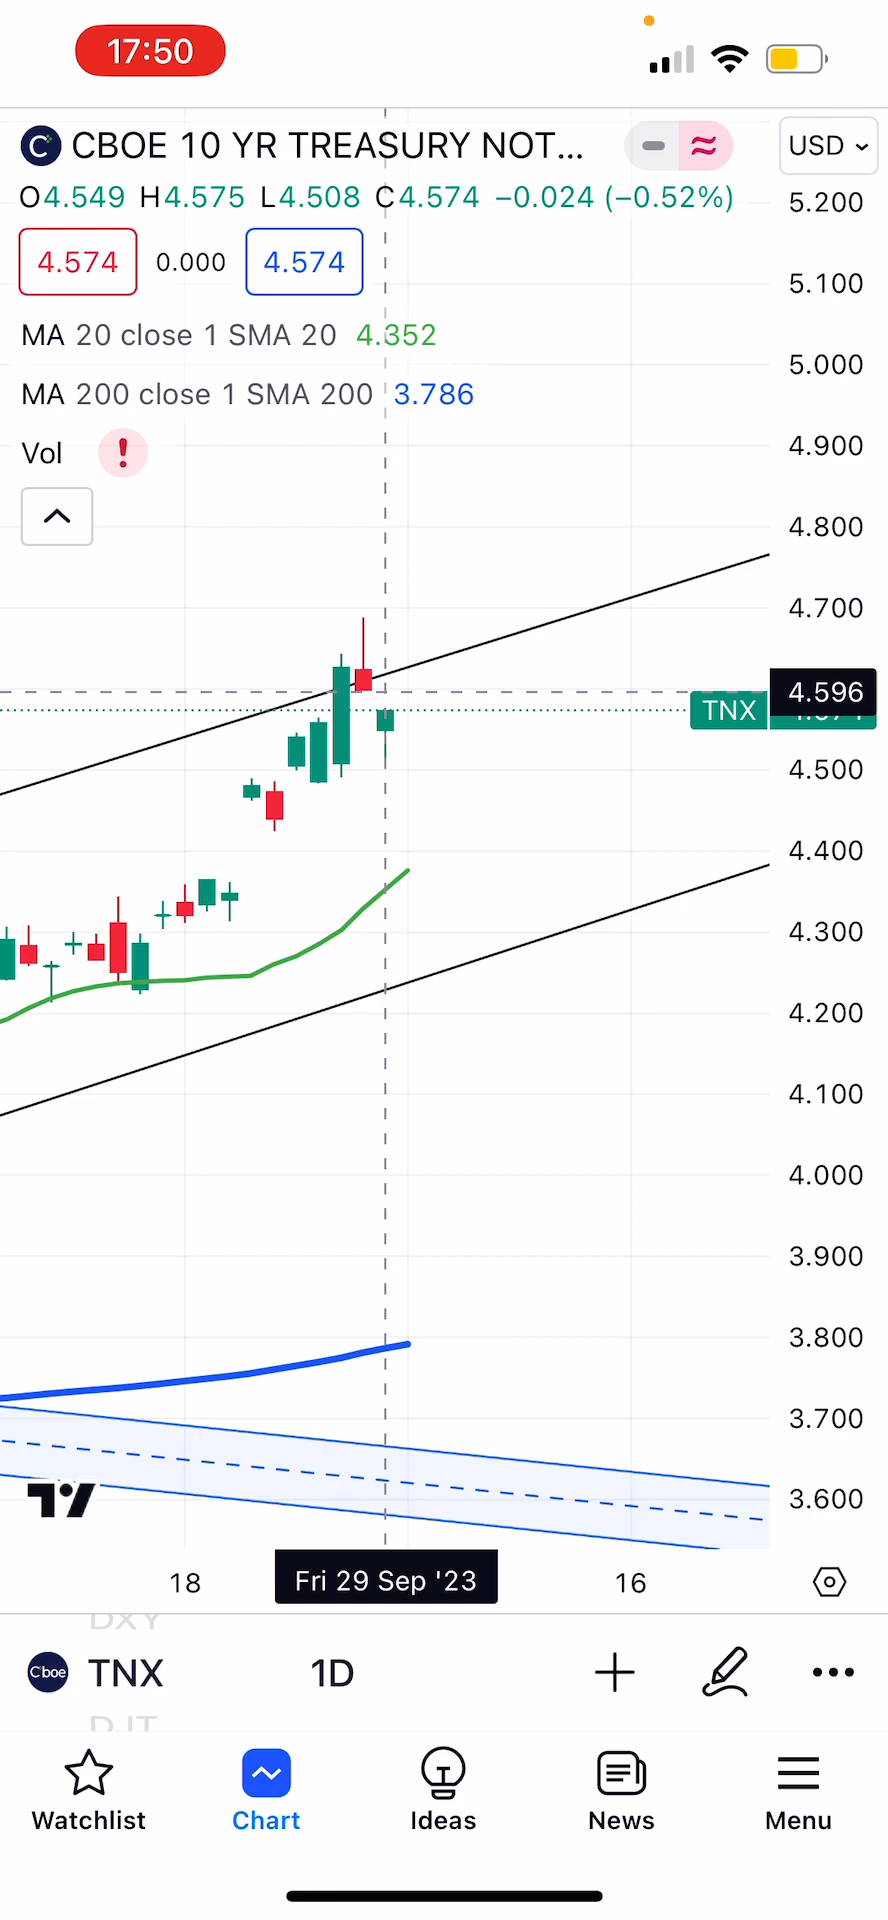 17:50
CBOE 10 YR TREASURY NOT...
USD
O4.549 H4.575 L4.508 C4.574 −0.024 (−0.52%)
4.574 0.000 4.574
MA 20 close 1 SMA 20 4.352
MA 200 close 1 SMA 200 3.786
Vol
5.200
5.100
5.000
4.900
4.800
4.700
4.596
TNX
4.500
4.400
4.300
4.200
4.100
4.000
3.900
3.800
3.700
3.600
18 Fri 29 Sep '23 16
DXY
Cboe TNX 1D
DJT
Watchlist Chart Ideas News Menu